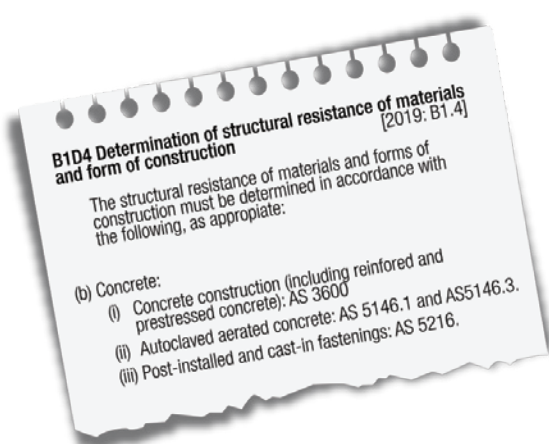 B1D4 Determination of structural resistance of materials
and form of construction [2019: B1.4]
The structural resistance of materials and forms of
construction must be determined in accordance with
the following, as appropiate:
(b) Concrete:
(i) Concrete construction (including reinfored and
prestressed concrete): AS 3600
(ii) Autoclaved aerated concrete: AS 5146.1 and AS5146.3.
(iii) Post-installed and cast-in fastenings: AS 5216.